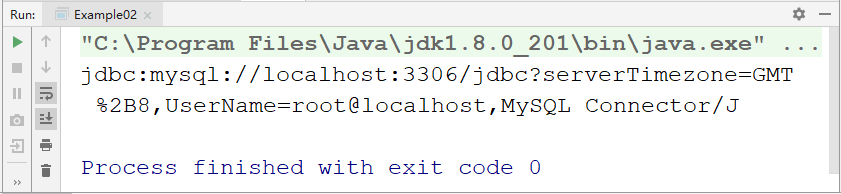 Run: Example02
"C:\Program Files\Java\jdk1.8.0_201\bin\java.exe" ...
jdbc:mysql://localhost:3306/jdbc?serverTimezone=GMT
%2B8,UserName=root@localhost,MySQL Connector/J
Process finished with exit code 0